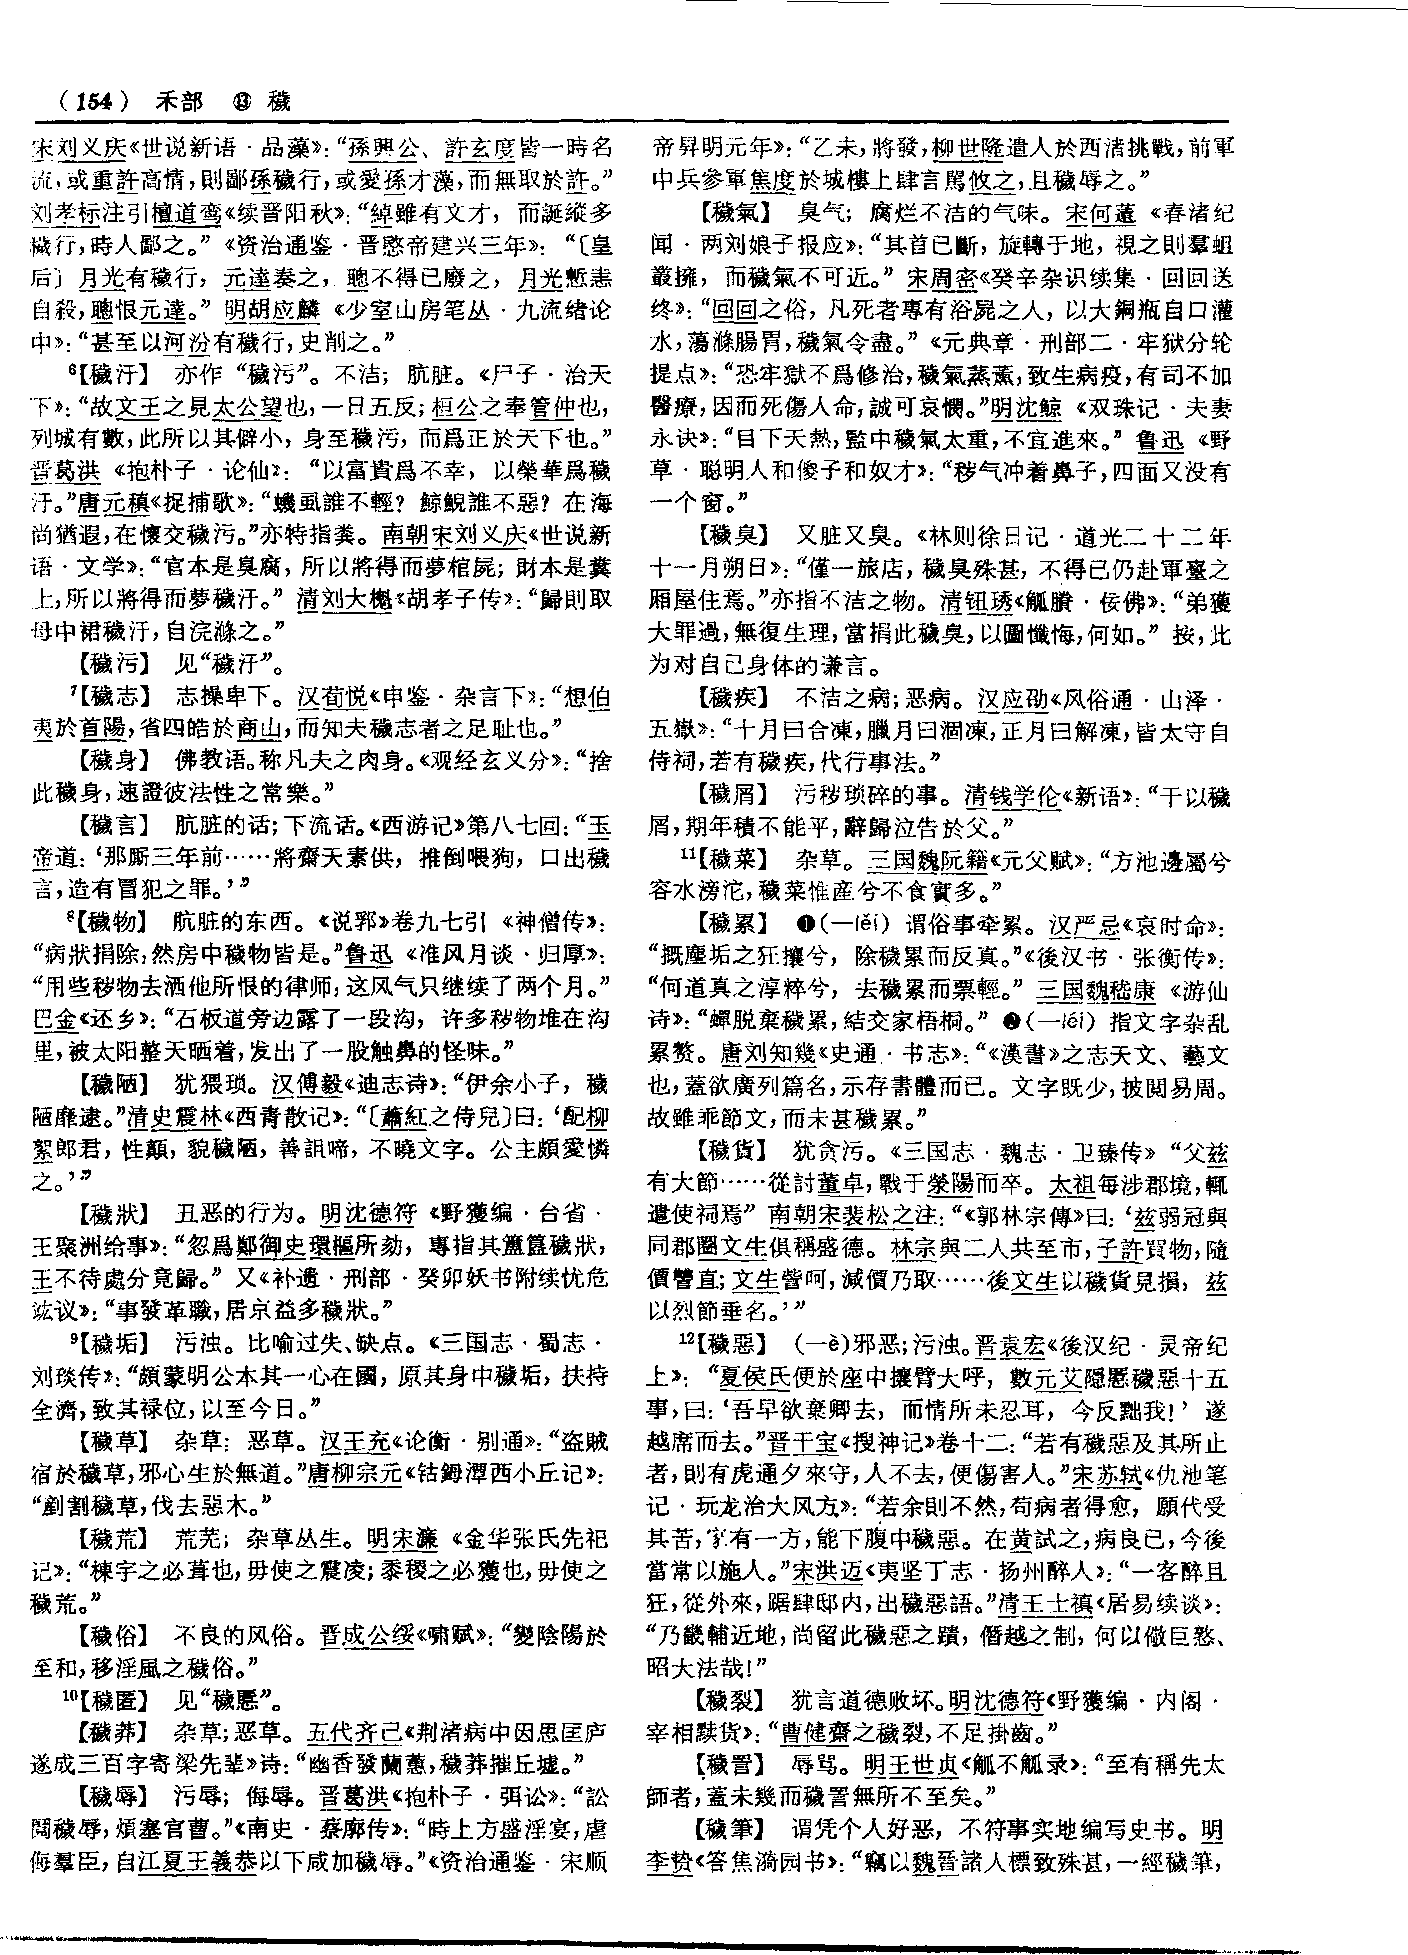 （154） 禾部 ⑬ 穢
宋刘义庆《世说新语·品藻》：“孫興公、許玄度皆一時名
流，或重許高情，則鄙孫穢行，或愛孫才藻，而無取於許。”
刘孝标注引檀道鸾《续晋阳秋》：“綽雖有文才，而誕縱多
穢行，時人鄙之。”《资治通鉴·晋愍帝建兴三年》：“〔皇
后〕月光有穢行，元達奏之，聰不得已廢之，月光慙恚
自殺，聰恨元達。”明胡应麟《少室山房笔丛·九流绪论
中》：“甚至以河汾有穢行，史削之。”
⁶【穢汙】 亦作“穢污”。不洁；肮脏。《尸子·治天
下》：“故文王之見太公望也，一日五反；桓公之奉管仲也，
列城有數，此所以其僻小，身至穢污，而爲正於天下也。”
晋葛洪《抱朴子·论仙》：“以富貴爲不幸，以榮華爲穢
汙。”唐元稹《捉捕歌》：“蟣虱誰不輕？鯨鯢誰不惡？在海
尚猶遐，在懷交穢污。”亦特指粪。南朝宋刘义庆《世说新
语·文学》：“官本是臭腐，所以將得而夢棺屍；財本是糞
土，所以將得而夢穢汙。”清刘大櫆《胡孝子传》：“歸則取
母中裙穢汙，自浣滌之。”
【穢污】 见“穢汙”。
⁷【穢志】 志操卑下。汉荀悦《申鉴·杂言下》：“想伯
夷於首陽，省四皓於商山，而知夫穢志者之足耻也。”
【穢身】 佛教语。称凡夫之肉身。《观经玄义分》：“捨
此穢身，速證彼法性之常樂。”
【穢言】 肮脏的话；下流话。《西游记》第八七回：“玉
帝道：‘那厮三年前……將齋天素供，推倒喂狗，口出穢
言，造有冒犯之罪。’”
⁸【穢物】 肮脏的东西。《说郛》卷九七引《神僧传》：
“病狀捐除，然房中穢物皆是。”鲁迅《准风月谈·归厚》：
“用些秽物去洒他所恨的律师，这风气只继续了两个月。”
巴金《还乡》：“石板道旁边露了一段沟，许多秽物堆在沟
里，被太阳整天晒着，发出了一股触鼻的怪味。”
【穢陋】 犹猥琐。汉傅毅《迪志诗》：“伊余小子，穢
陋靡逮。”清史震林《西青散记》：“〔蕭紅之侍兒〕曰：‘配柳
絮郎君，性顛，貌穢陋，善詛啼，不曉文字。公主頗愛憐
之。’”
【穢狀】 丑恶的行为。明沈德符《野獲编·台省·
王聚洲给事》：“忽爲鄭御史環樞所劾，專指其簠簋穢狀，
王不待處分竟歸。”又《补遗·刑部·癸卯妖书附续忧危
竑议》：“事發革職，居京益多穢狀。”
⁹【穢垢】 污浊。比喻过失、缺点。《三国志·蜀志·
刘琰传》：“頗蒙明公本其一心在國，原其身中穢垢，扶持
全濟，致其禄位，以至今日。”
【穢草】 杂草；恶草。汉王充《论衡·别通》：“盗賊
宿於穢草，邪心生於無道。”唐柳宗元《钴鉧潭西小丘记》：
“剷割穢草，伐去惡木。”
【穢荒】 荒芜；杂草丛生。明宋濂《金华张氏先祀
记》：“棟宇之必葺也，毋使之震凌；黍稷之必獲也，毋使之
穢荒。”
【穢俗】 不良的风俗。晋成公绥《啸赋》：“變陰陽於
至和，移淫風之穢俗。”
¹⁰【穢匿】 见“穢慝”。
【穢莽】 杂草；恶草。五代齐己《荆渚病中因思匡庐
遂成三百字寄梁先辈》诗：“幽香發蘭蕙，穢莽摧丘墟。”
【穢辱】 污辱；侮辱。晋葛洪《抱朴子·弭讼》：“訟
鬩穢辱，煩塞官曹。”《南史·蔡廓传》：“時上方盛淫宴，虐
侮羣臣，自江夏王義恭以下咸加穢辱。”《资治通鉴·宋顺
帝昇明元年》：“乙未，將發，柳世隆遣人於西渚挑戰，前軍
中兵參軍焦度於城樓上肆言駡攸之，且穢辱之。”
【穢氣】 臭气；腐烂不洁的气味。宋何薳《春渚纪
闻·两刘娘子报应》：“其首已斷，旋轉于地，視之則羣蛆
叢擁，而穢氣不可近。”宋周密《癸辛杂识续集·回回送
终》：“回回之俗，凡死者專有浴屍之人，以大銅瓶自口灌
水，蕩滌腸胃，穢氣令盡。”《元典章·刑部二·牢狱分轮
提点》：“恐牢獄不爲修治，穢氣蒸薰，致生病疫，有司不加
醫療，因而死傷人命，誠可哀憫。”明沈鲸《双珠记·夫妻
永诀》：“目下天熱，監中穢氣太重，不宜進來。”鲁迅《野
草·聪明人和傻子和奴才》：“秽气冲着鼻子，四面又没有
一个窗。”
【穢臭】 又脏又臭。《林则徐日记·道光二十二年
十一月朔日》：“僅一旅店，穢臭殊甚，不得已仍赴軍臺之
厢屋住焉。”亦指不洁之物。清钮琇《觚賸·佞佛》：“弟獲
大罪過，無復生理，當捐此穢臭，以圖懺悔，何如。”按，此
为对自己身体的谦言。
【穢疾】 不洁之病；恶病。汉应劭《风俗通·山泽·
五嶽》：“十月曰合凍，臘月曰涸凍，正月曰解凍，皆太守自
侍祠，若有穢疾，代行事法。”
【穢屑】 污秽琐碎的事。清钱学伦《新语》：“干以穢
屑，期年積不能平，辭歸泣告於父。”
¹¹【穢菜】 杂草。三国魏阮籍《元父赋》：“方池邊屬兮
容水滂沱，穢菜惟産兮不食實多。”
【穢累】 ❶（—lěi）谓俗事牵累。汉严忌《哀时命》：
“概塵垢之狂攘兮，除穢累而反真。”《後汉书·张衡传》：
“何道真之淳粹兮，去穢累而票輕。”三国魏嵇康《游仙
诗》：“蟬脱棄穢累，結交家梧桐。”❷（—léi）指文字杂乱
累赘。唐刘知幾《史通·书志》：“《漢書》之志天文、藝文
也，蓋欲廣列篇名，示存書體而已。文字既少，披閲易周。
故雖乖節文，而未甚穢累。”
【穢貨】 犹贪污。《三国志·魏志·卫臻传》“父兹
有大節……從討董卓，戰于滎陽而卒。太祖每涉郡境，輒
遣使祠焉”南朝宋裴松之注：“《郭林宗傳》曰：‘兹弱冠與
同郡圈文生俱稱盛德。林宗與二人共至市，子許買物，隨
價讐直；文生訾呵，減價乃取……後文生以穢貨見損，兹
以烈節垂名。’”
¹²【穢惡】 （—è）邪恶；污浊。晋袁宏《後汉纪·灵帝纪
上》：“夏侯氏便於座中攘臂大呼，數元艾隱慝穢惡十五
事，曰：‘吾早欲棄卿去，而情所未忍耳，今反黜我！’遂
越席而去。”晋干宝《搜神记》卷十二：“若有穢惡及其所止
者，則有虎通夕來守，人不去，便傷害人。”宋苏轼《仇池笔
记·玩龙治大风方》：“若余則不然，苟病者得愈，願代受
其苦，家有一方，能下腹中穢惡。在黄試之，病良已，今後
當常以施人。”宋洪迈《夷坚丁志·扬州醉人》：“一客醉且
狂，從外來，踞肆邸内，出穢惡語。”清王士禛《居易续谈》：
“乃畿輔近地，尚留此穢惡之蹟，僭越之制，何以儆巨憝、
昭大法哉！”
【穢裂】 犹言道德败坏。明沈德符《野獲编·内阁·
宰相黩货》：“曹健齋之穢裂，不足掛齒。”
【穢詈】 辱骂。明王世贞《觚不觚录》：“至有稱先太
師者，蓋未幾而穢詈無所不至矣。”
【穢筆】 谓凭个人好恶，不符事实地编写史书。明
李贽《答焦漪园书》：“竊以魏晋諸人標致殊甚，一經穢筆，